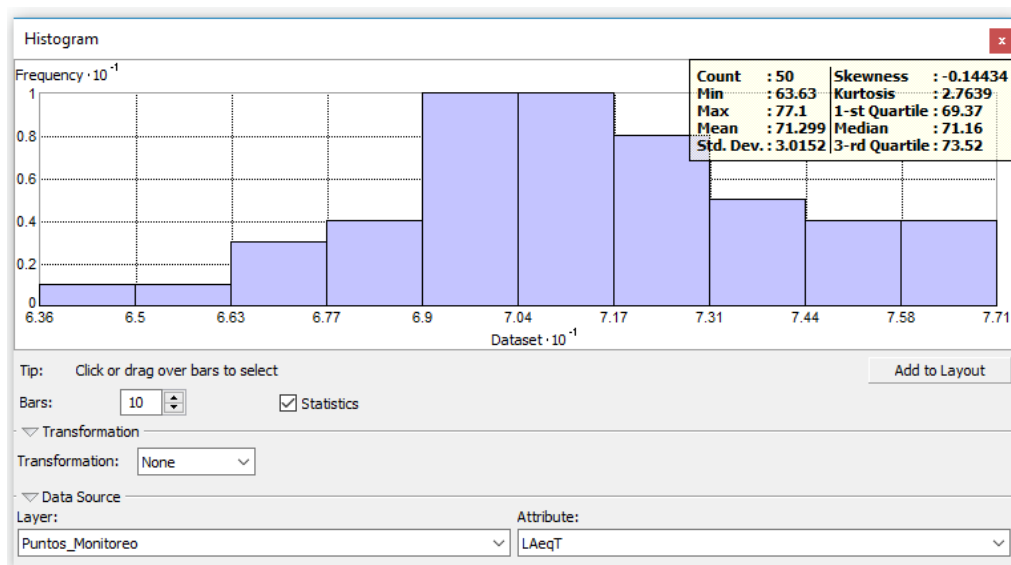 Histogram
x
Frequency · 10 -1
Count : 50 Skewness : -0.14434
Min : 63.63 Kurtosis : 2.7639
Max : 77.1 1-st Quartile : 69.37
Mean : 71.299 Median : 71.16
Std. Dev. : 3.0152 3-rd Quartile : 73.52
1
0.8
0.6
0.4
0.2
0
6.36 6.5 6.63 6.77 6.9 7.04 7.17 7.31 7.44 7.58 7.71
Dataset · 10 -1
Tip: Click or drag over bars to select Add to Layout
Bars: 10 Statistics
Transformation
Transformation: None
Data Source
Layer: Attribute:
Puntos_Monitoreo LAeqT